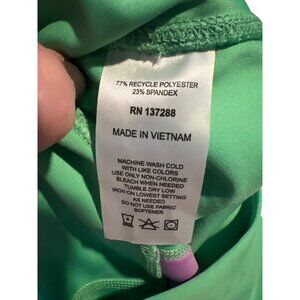 77% RECYCLE POLYESTER
23% SPANDEX
RN 137288
MADE IN VIETNAM
MACHINE WASH COLD
WITH LIKE COLORS
USE ONLY NON-CHLORINE
BLEACH WHEN NEEDED
TUMBLE DRY LOW
IRON ON LOWEST SETTING
AS NEEDED
DO NOT USE FABRIC
SOFTENER